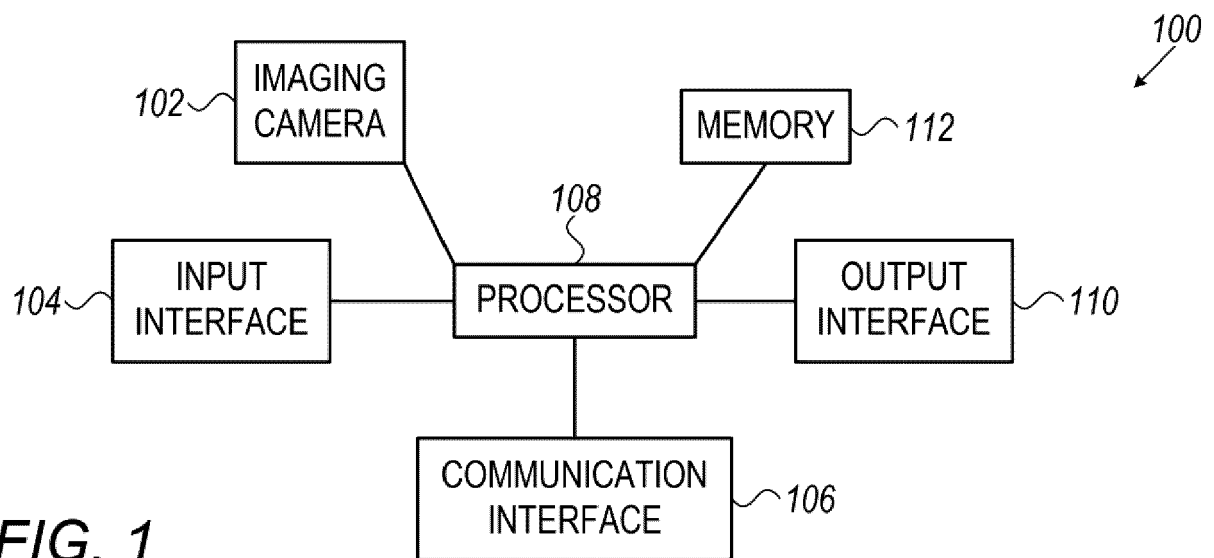 100
IMAGING
CAMERA
102
MEMORY
112
108
INPUT
INTERFACE
104
PROCESSOR
OUTPUT
INTERFACE
110
COMMUNICATION
INTERFACE
106
FIG. 1